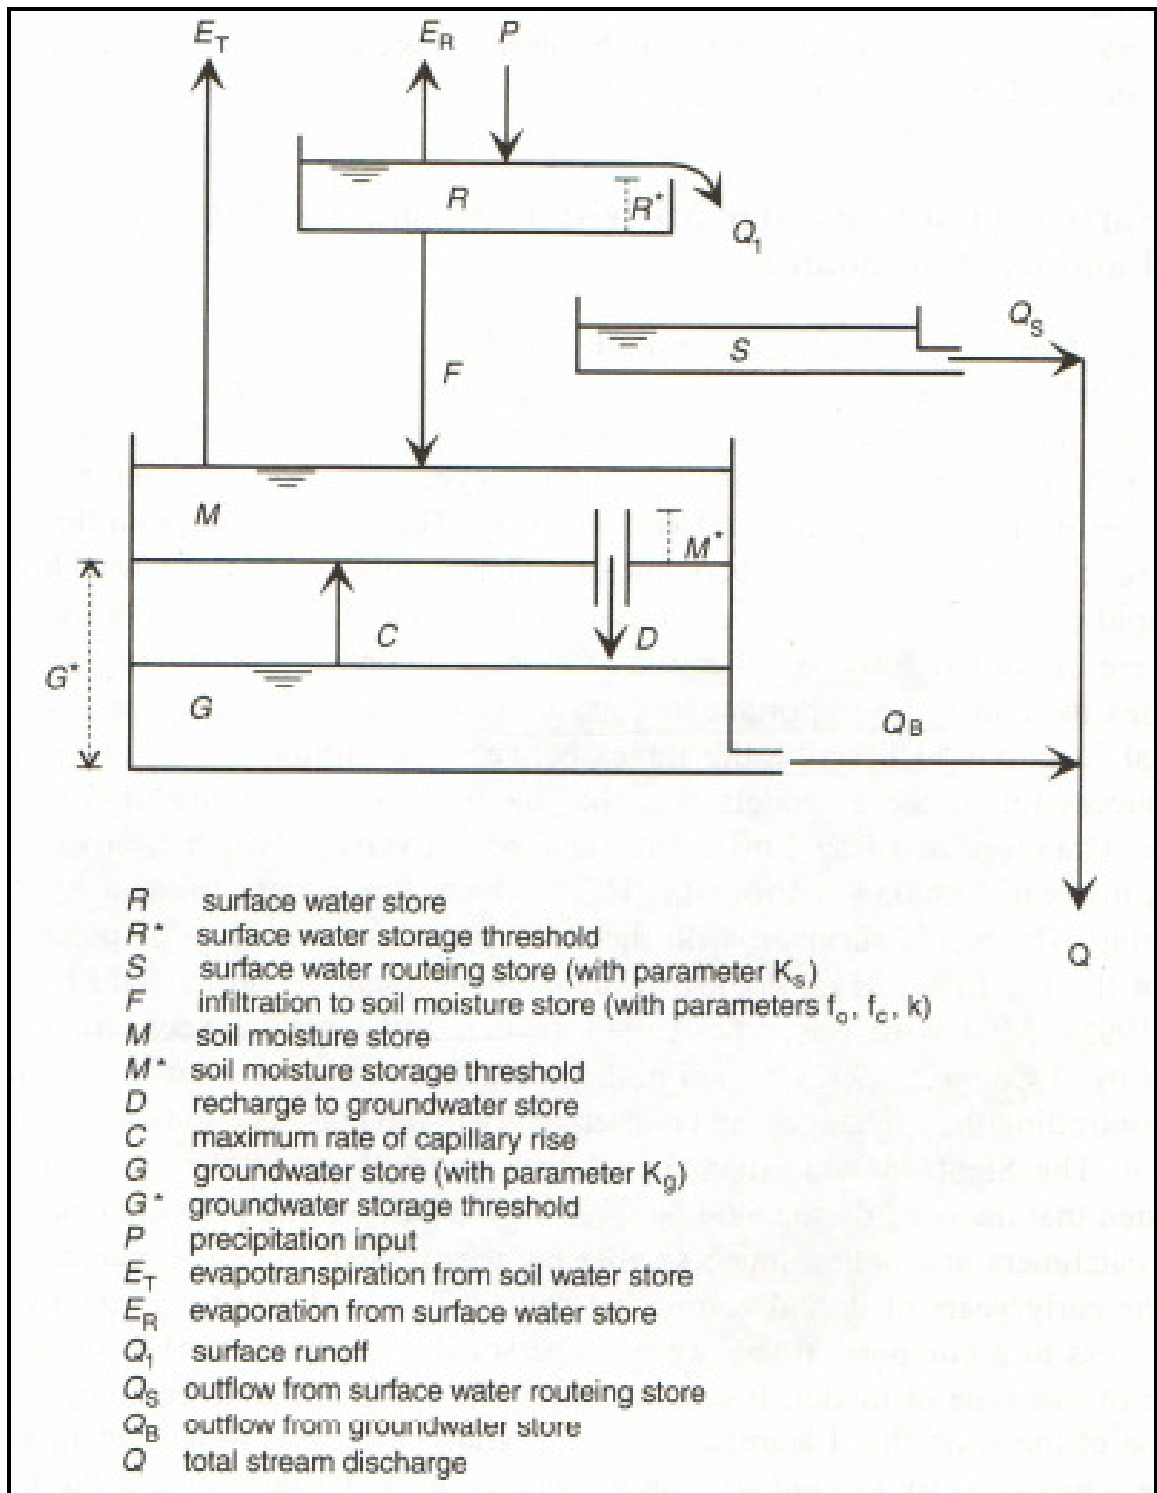 E_T E_R P
R R*
Q_1
Q_S
S
F
M
M*
C D
G*
G
Q_B
Q
R surface water store
R* surface water storage threshold
S surface water routeing store (with parameter K_s)
F infiltration to soil moisture store (with parameters f_o, f_c, k)
M soil moisture store
M* soil moisture storage threshold
D recharge to groundwater store
C maximum rate of capillary rise
G groundwater store (with parameter K_g)
G* groundwater storage threshold
P precipitation input
E_T evapotranspiration from soil water store
E_R evaporation from surface water store
Q_1 surface runoff
Q_S outflow from surface water routeing store
Q_B outflow from groundwater store
Q total stream discharge